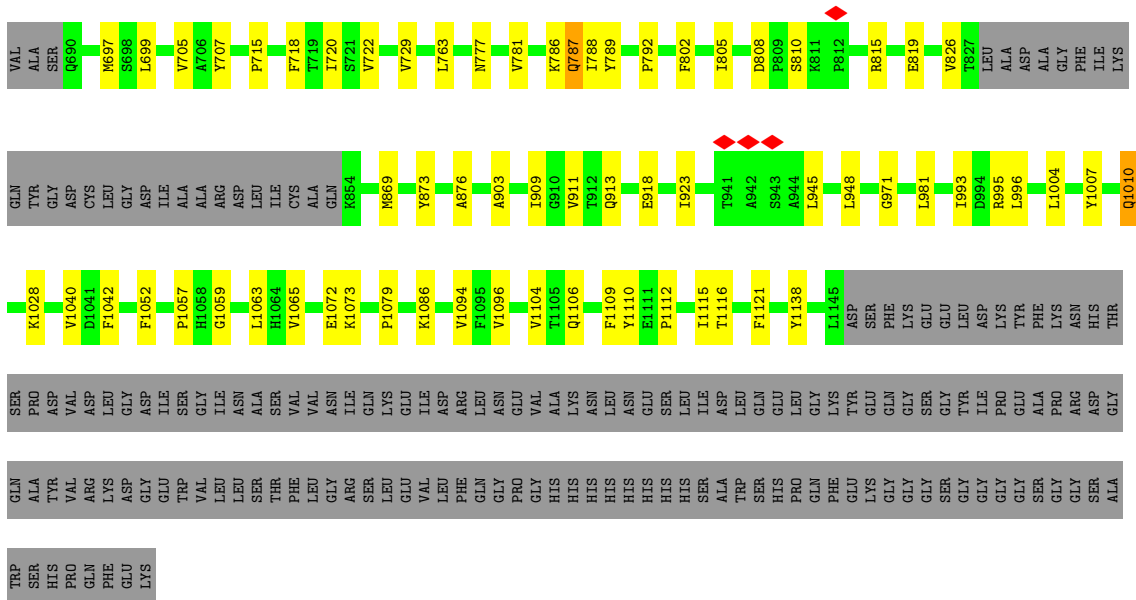 VAL ALA SER Q690 M697 S698 L699 V705 A706 Y707 P715 F718 T719 I720 S721 V722 V729 L763 N777 V781 K786 Q787 I788 Y789 P792 F802 I805 D808 P809 S810 K811 P812 R815 E819 V826 T827 LEU ALA ASP ALA GLY PHE ILE LYS
GLN TYR GLY ASP CYS LEU GLY ASP ILE ALA ALA ARG ASP LEU ILE CYS ALA GLN K854 M869 Y873 A876 A903 I909 G910 V911 T912 Q913 E918 I923 T941 A942 S943 A944 L945 L948 G971 L981 I993 D994 R995 L996 L1004 Y1007 Q1010
K1028 V1040 D1041 F1042 F1052 P1057 H1058 G1059 L1063 H1064 V1065 E1072 K1073 P1079 K1086 V1094 F1095 V1096 V1104 T1105 Q1106 F1109 Y1110 E1111 P1112 I1115 T1116 F1121 Y1138 L1145 ASP SER PHE LYS GLU GLU LEU ASP LYS TYR PHE LYS ASN HIS THR
SER PRO ASP VAL ASP LEU GLY ASP ILE SER GLY ILE ASN ALA SER VAL VAL ASN ILE GLN LYS GLU ILE ASP ARG LEU ASN GLU VAL ALA LYS ASN LEU ASN GLU SER LEU ILE ASP LEU GLN GLU LEU GLY LYS TYR GLU GLN GLY SER GLY TYR ILE PRO GLU ALA PRO ARG ASP GLY
GLN ALA TYR VAL ARG LYS ASP GLY GLU TRP VAL LEU LEU SER THR PHE LEU GLY ARG SER LEU GLU VAL LEU PHE GLN GLY PRO GLY HIS HIS HIS HIS HIS HIS HIS HIS SER ALA TRP SER HIS PRO GLN PHE GLU LYS GLY GLY GLY SER GLY GLY GLY GLY SER GLY GLY SER ALA
TRP SER HIS PRO GLN PHE GLU LYS